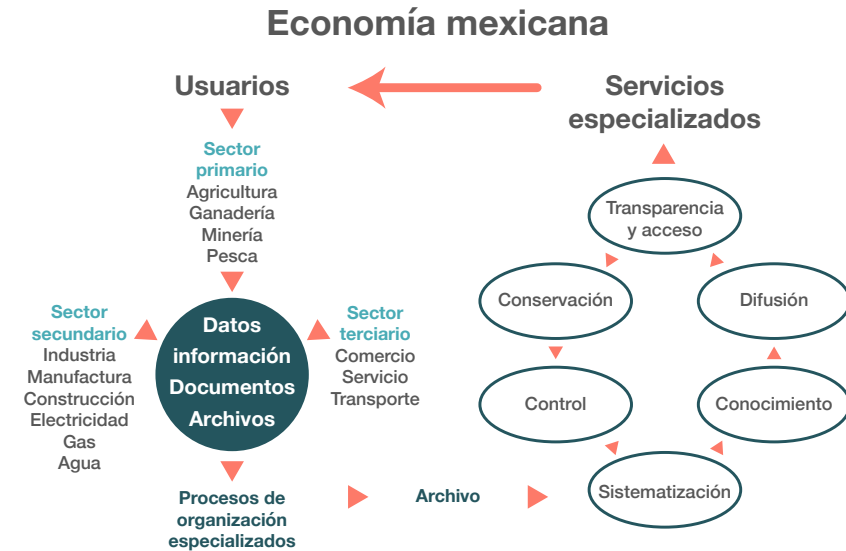 Economía mexicana
Usuarios
Servicios
especializados
Sector
primario
Agricultura
Ganadería
Minería
Pesca
Sector
secundario
Industria
Manufactura
Construcción
Electricidad
Gas
Agua
Datos
información
Documentos
Archivos
Sector
terciario
Comercio
Servicio
Transporte
Procesos de
organización
especializados
Archivo
Transparencia
y acceso
Conservación
Difusión
Control
Conocimiento
Sistematización